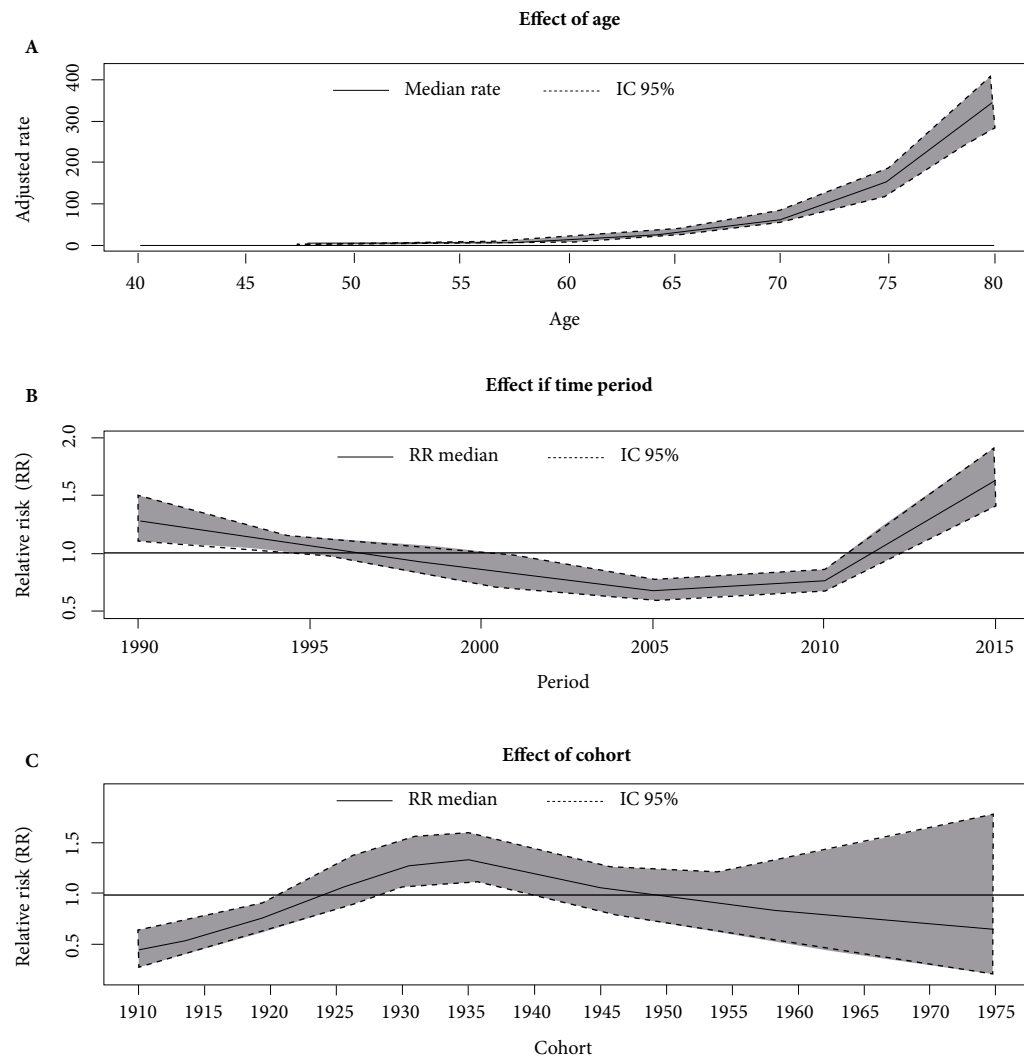 Effect of age
A
Median rate IC 95%
Adjusted rate
400
300
200
100
0
40 45 50 55 60 65 70 75 80
Age
Effect if time period
B
RR median IC 95%
Relative risk (RR)
2.0
1.5
1.0
0.5
1990 1995 2000 2005 2010 2015
Period
Effect of cohort
C
RR median IC 95%
Relative risk (RR)
1.5
1.0
0.5
1910 1915 1920 1925 1930 1935 1940 1945 1950 1955 1960 1965 1970 1975
Cohort